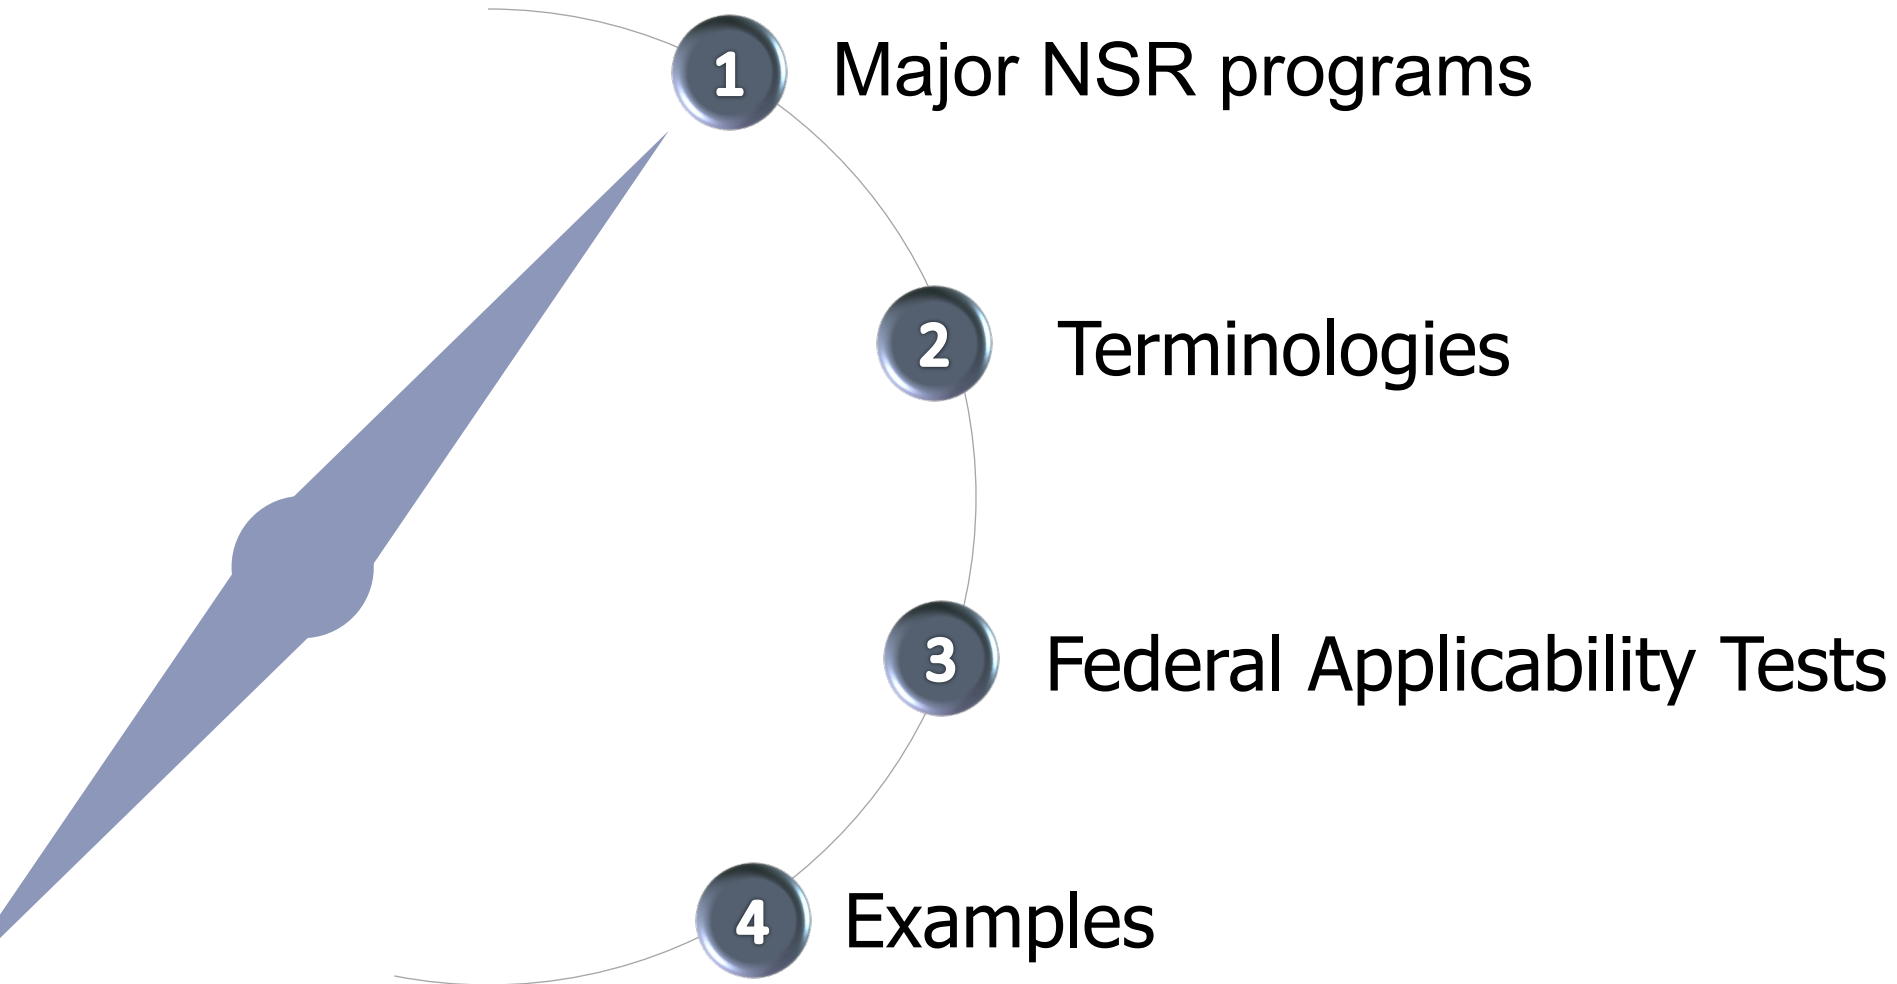 1 Major NSR programs
2 Terminologies
3 Federal Applicability Tests
4 Examples